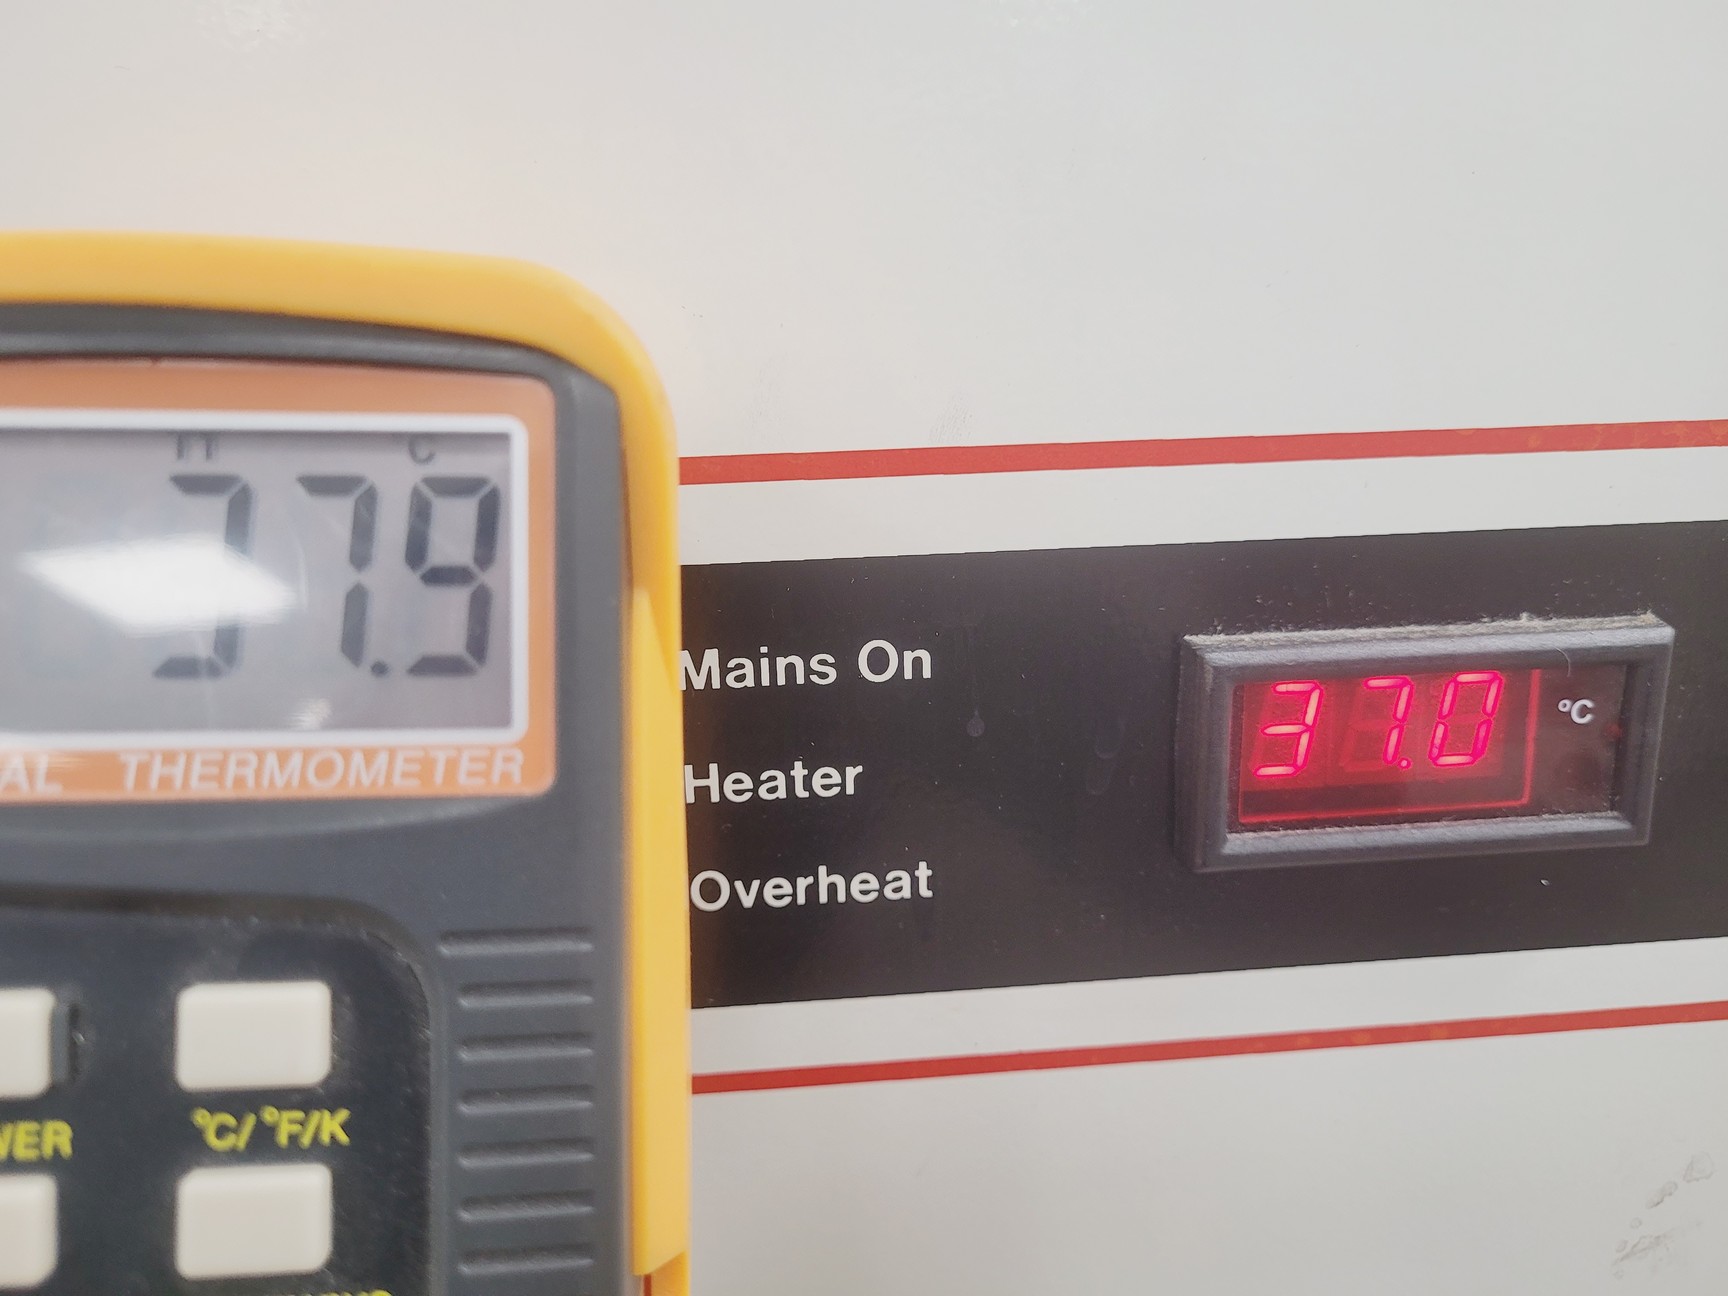 C
37.9
THERMOMETER
°C/°F/K
Mains On
Heater
Overheat
37.0 °C